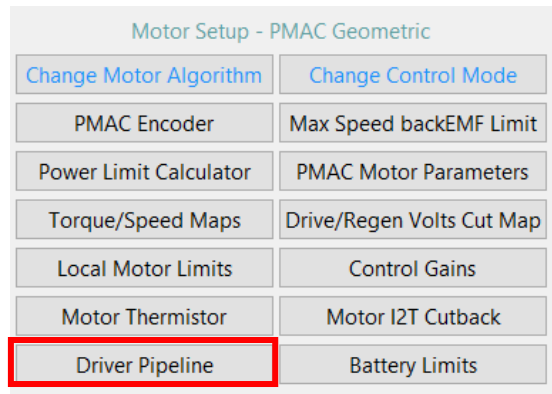 Motor Setup - PMAC Geometric
Change Motor Algorithm Change Control Mode
PMAC Encoder Max Speed backEMF Limit
Power Limit Calculator PMAC Motor Parameters
Torque/Speed Maps Drive/Regen Volts Cut Map
Local Motor Limits Control Gains
Motor Thermistor Motor I2T Cutback
Driver Pipeline Battery Limits